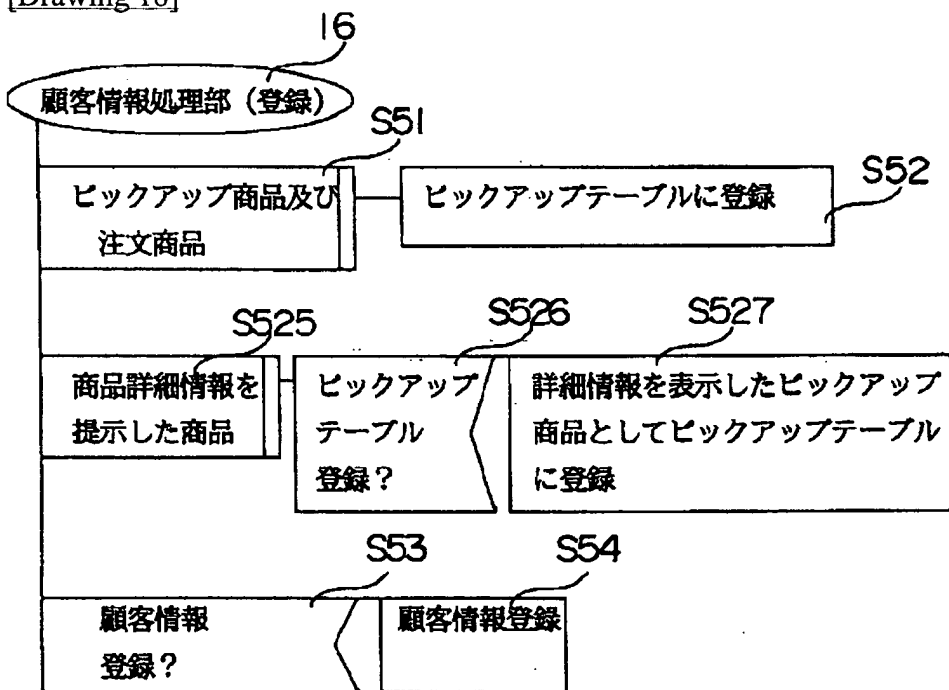 16
顧客情報処理部（登録）
S51
S52
ピックアップ商品及び
注文商品
ピックアップテーブルに登録
S525
S526
S527
商品詳細情報を
提示した商品
ピックアップ
テーブル
登録？
詳細情報を表示したピックアップ
商品としてピックアップテーブル
に登録
S53
S54
顧客情報
登録？
顧客情報登録